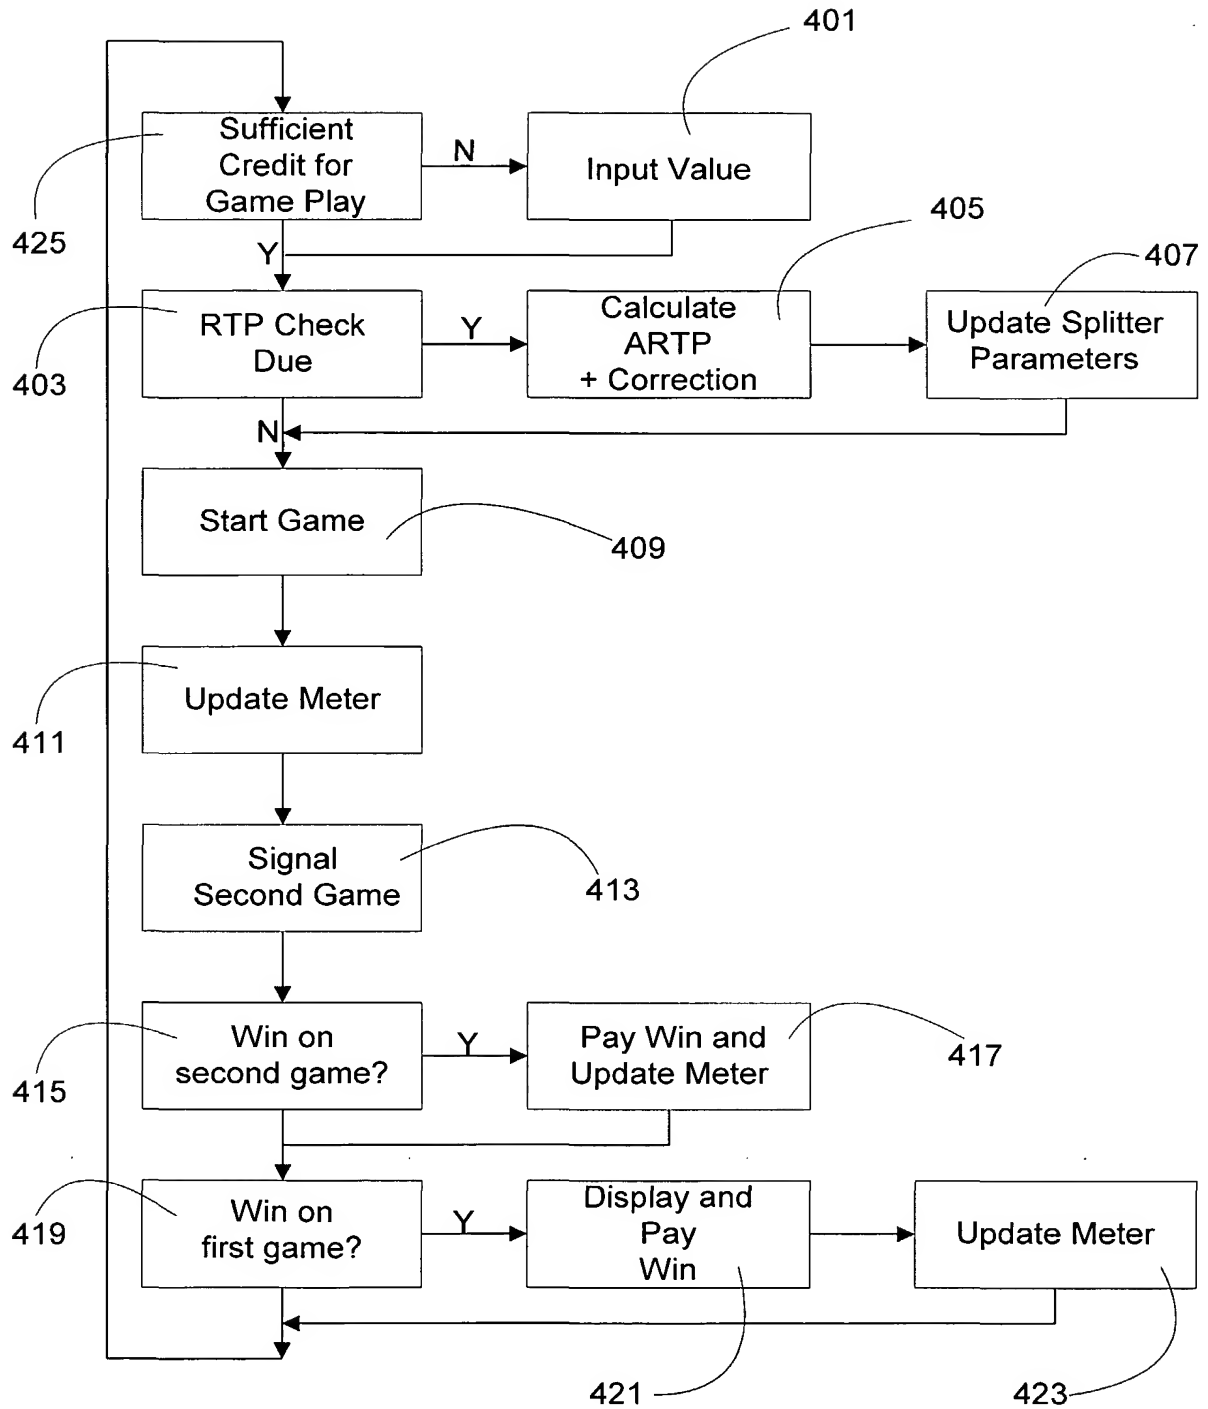 401
Sufficient
Credit for
Game Play
N
Input Value
425
Y
405
407
RTP Check
Due
Y
Calculate
ARTP
+ Correction
Update Splitter
Parameters
403
N
Start Game
409
Update Meter
411
Signal
Second Game
413
Win on
second game?
Y
Pay Win and
Update Meter
415
417
Win on
first game?
Y
Display and
Pay
Win
Update Meter
419
421
423